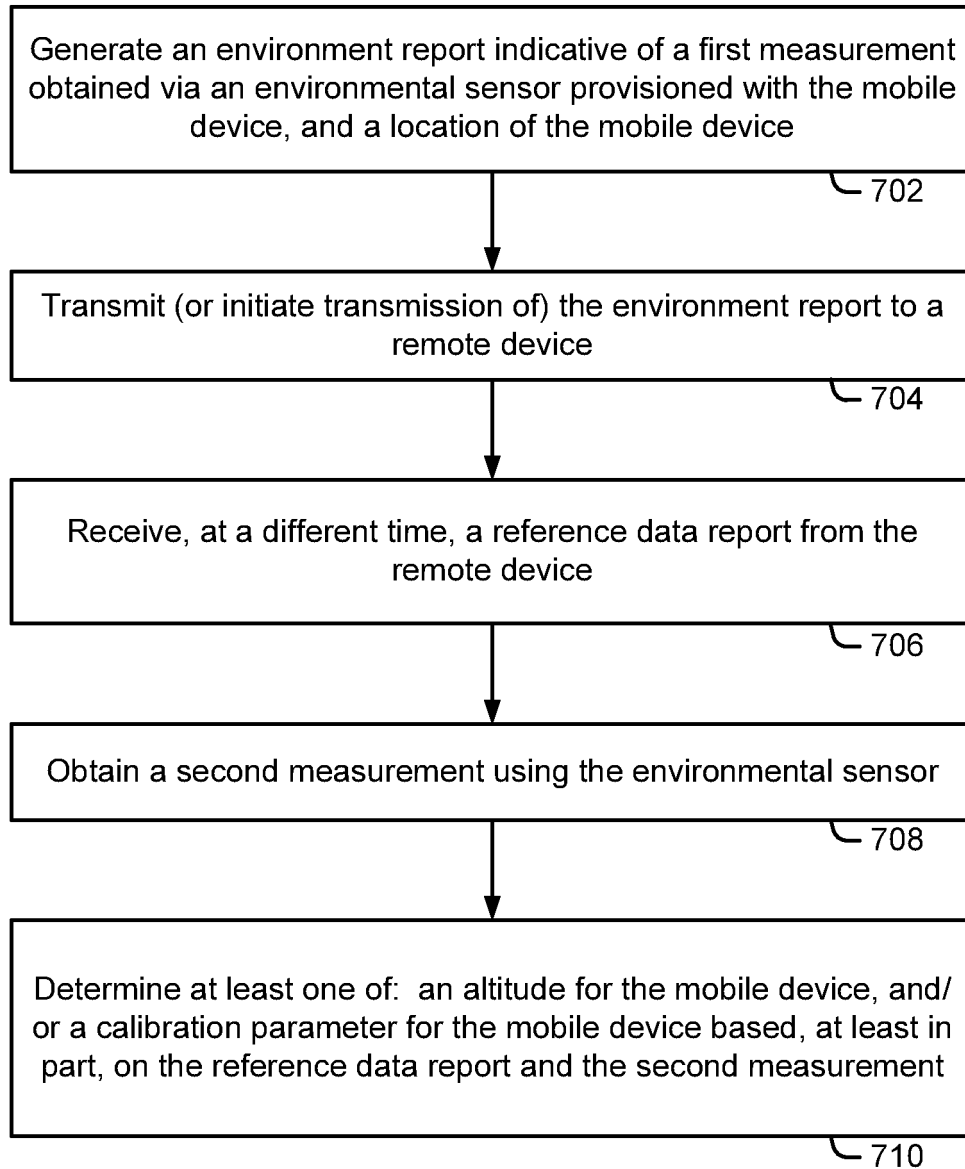 Generate an environment report indicative of a first measurement
obtained via an environmental sensor provisioned with the mobile
device, and a location of the mobile device
702
Transmit (or initiate transmission of) the environment report to a
remote device
704
Receive, at a different time, a reference data report from the
remote device
706
Obtain a second measurement using the environmental sensor
708
Determine at least one of:  an altitude for the mobile device, and/
or a calibration parameter for the mobile device based, at least in
part, on the reference data report and the second measurement
710